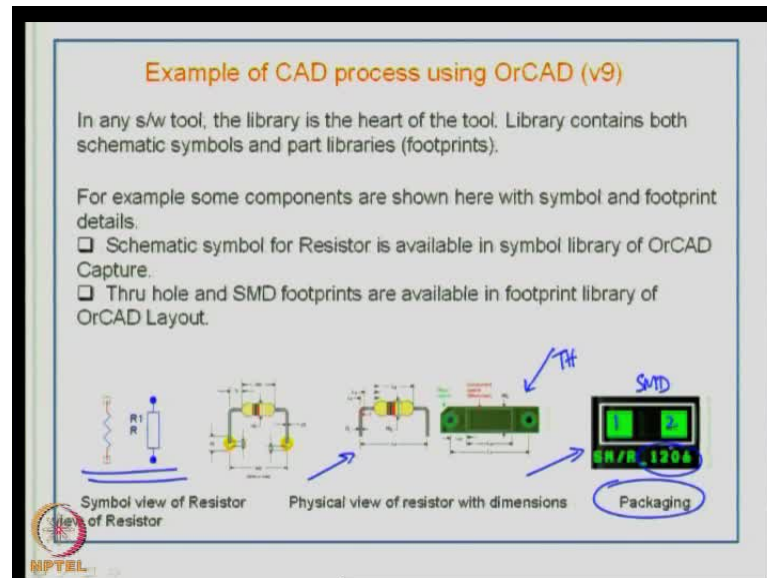 Example of CAD process using OrCAD (v9)
In any s/w tool, the library is the heart of the tool. Library contains both
schematic symbols and part libraries (footprints).
For example some components are shown here with symbol and footprint
details.
❑ Schematic symbol for Resistor is available in symbol library of OrCAD
Capture.
❑ Thru hole and SMD footprints are available in footprint library of
OrCAD Layout.
TH
SMD
R1
R
1 2
SM/R_1206
Symbol view of Resistor Physical view of resistor with dimensions Packaging
view of Resistor
NPTEL